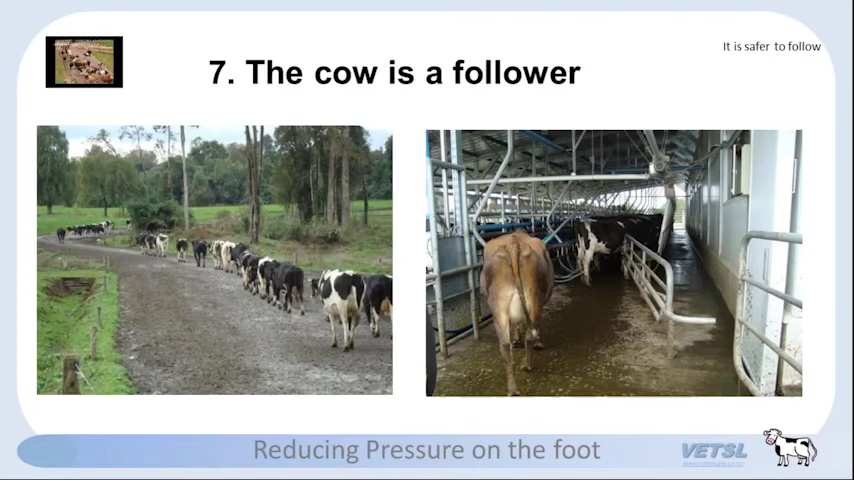 It is safer to follow
7. The cow is a follower
Reducing Pressure on the foot
VETSL